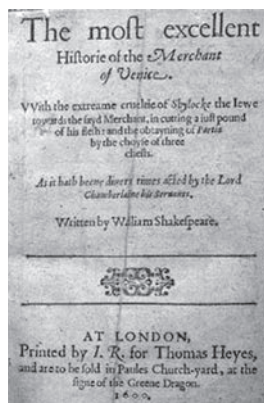 The moſt excellent
Hiſtorie of the Merchant
of Venice.
VVith the extreame crueltie of Shylocke the Iewe
towards the ſayd Merchant, in cutting a iuſt pound
of his fleſh: and the obtayning of Portia
by the choyſe of three
cheſts.
As it hath beene diuers times acted by the Lord
Chamberlaine his Seruants.
Written by William Shakeſpeare.
AT LONDON,
Printed by I. R. for Thomas Heyes,
and are to be ſold in Paules Church-yard, at the
ſigne of the Greene Dragon.
1600.